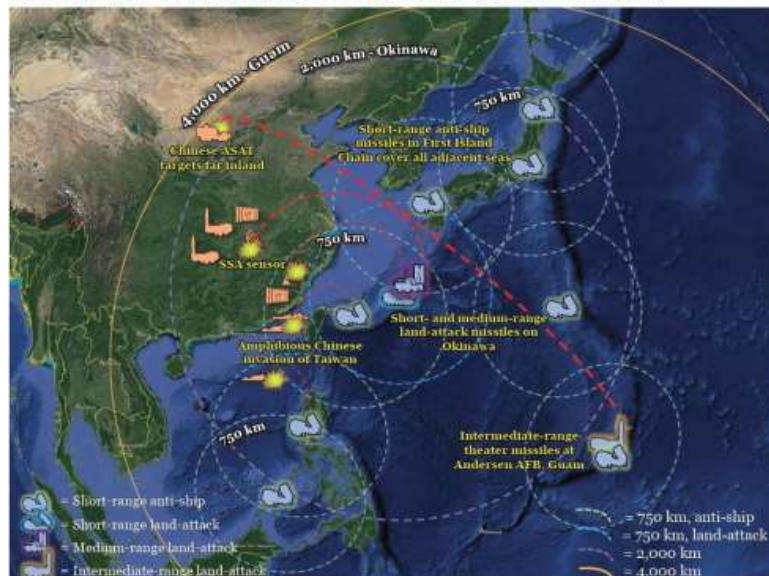 4,000 km - Guam
2,000 km - Okinawa
750 km
Short-range anti-ship
missiles in First Island
Chain cover all adjacent seas
Chinese ASAT
targets far inland
750 km
SSA sensor
Short- and medium-range
land-attack missiles on
Okinawa
Amphibious Chinese
invasion of Taiwan
750 km
Intermediate-range
theater missiles at
Andersen AFB, Guam
= Short-range anti-ship
= Short-range land-attack
= Medium-range land-attack
= Intermediate-range land-attack
= 750 km, anti-ship
= 750 km, land-attack
= 2,000 km
= 4,000 km